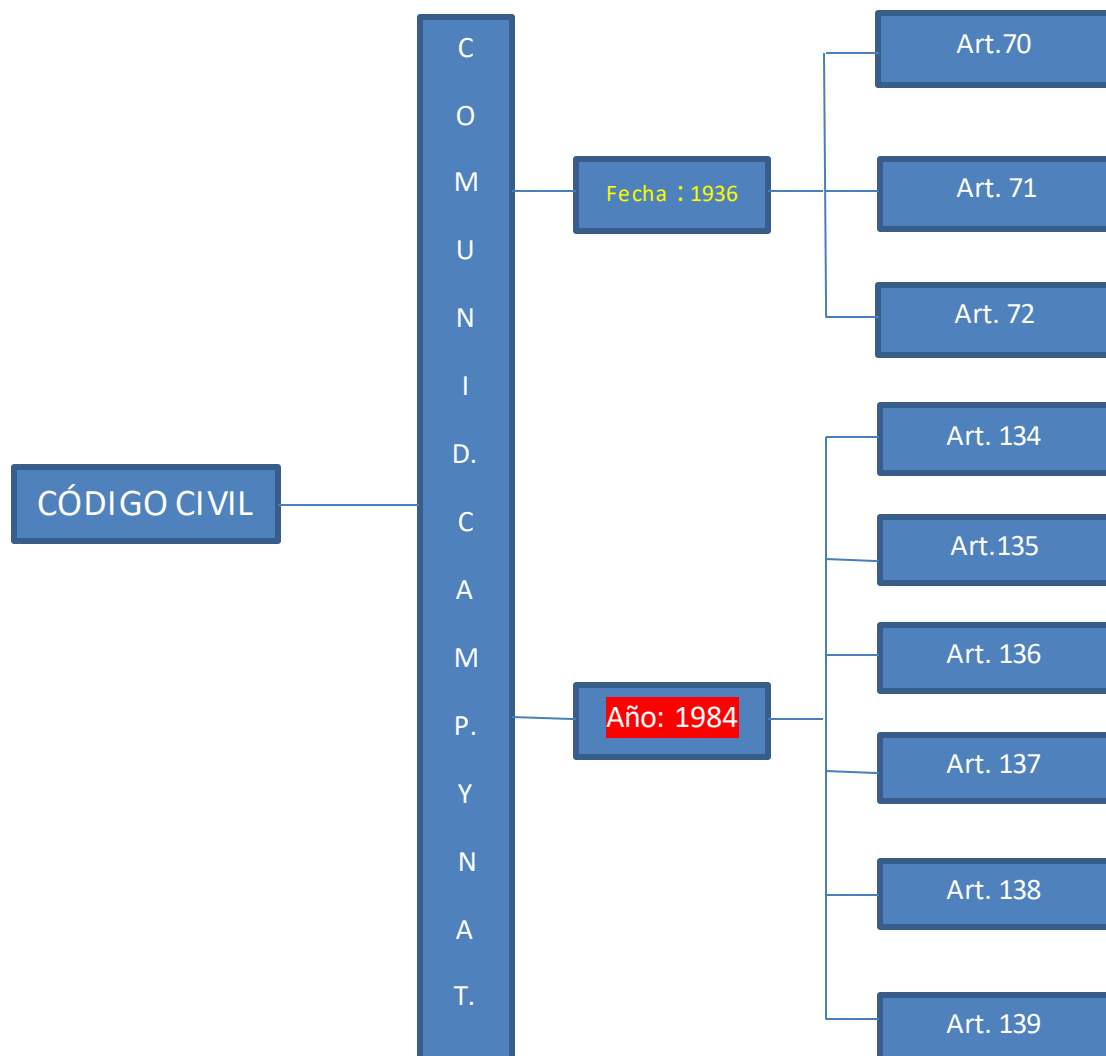 CÓDIGO CIVIL
C
O
M
U
N
I
D.
C
A
M
P.
Y
N
A
T.
Fecha : 1936
Art.70
Art. 71
Art. 72
Año: 1984
Art. 134
Art.135
Art. 136
Art. 137
Art. 138
Art. 139